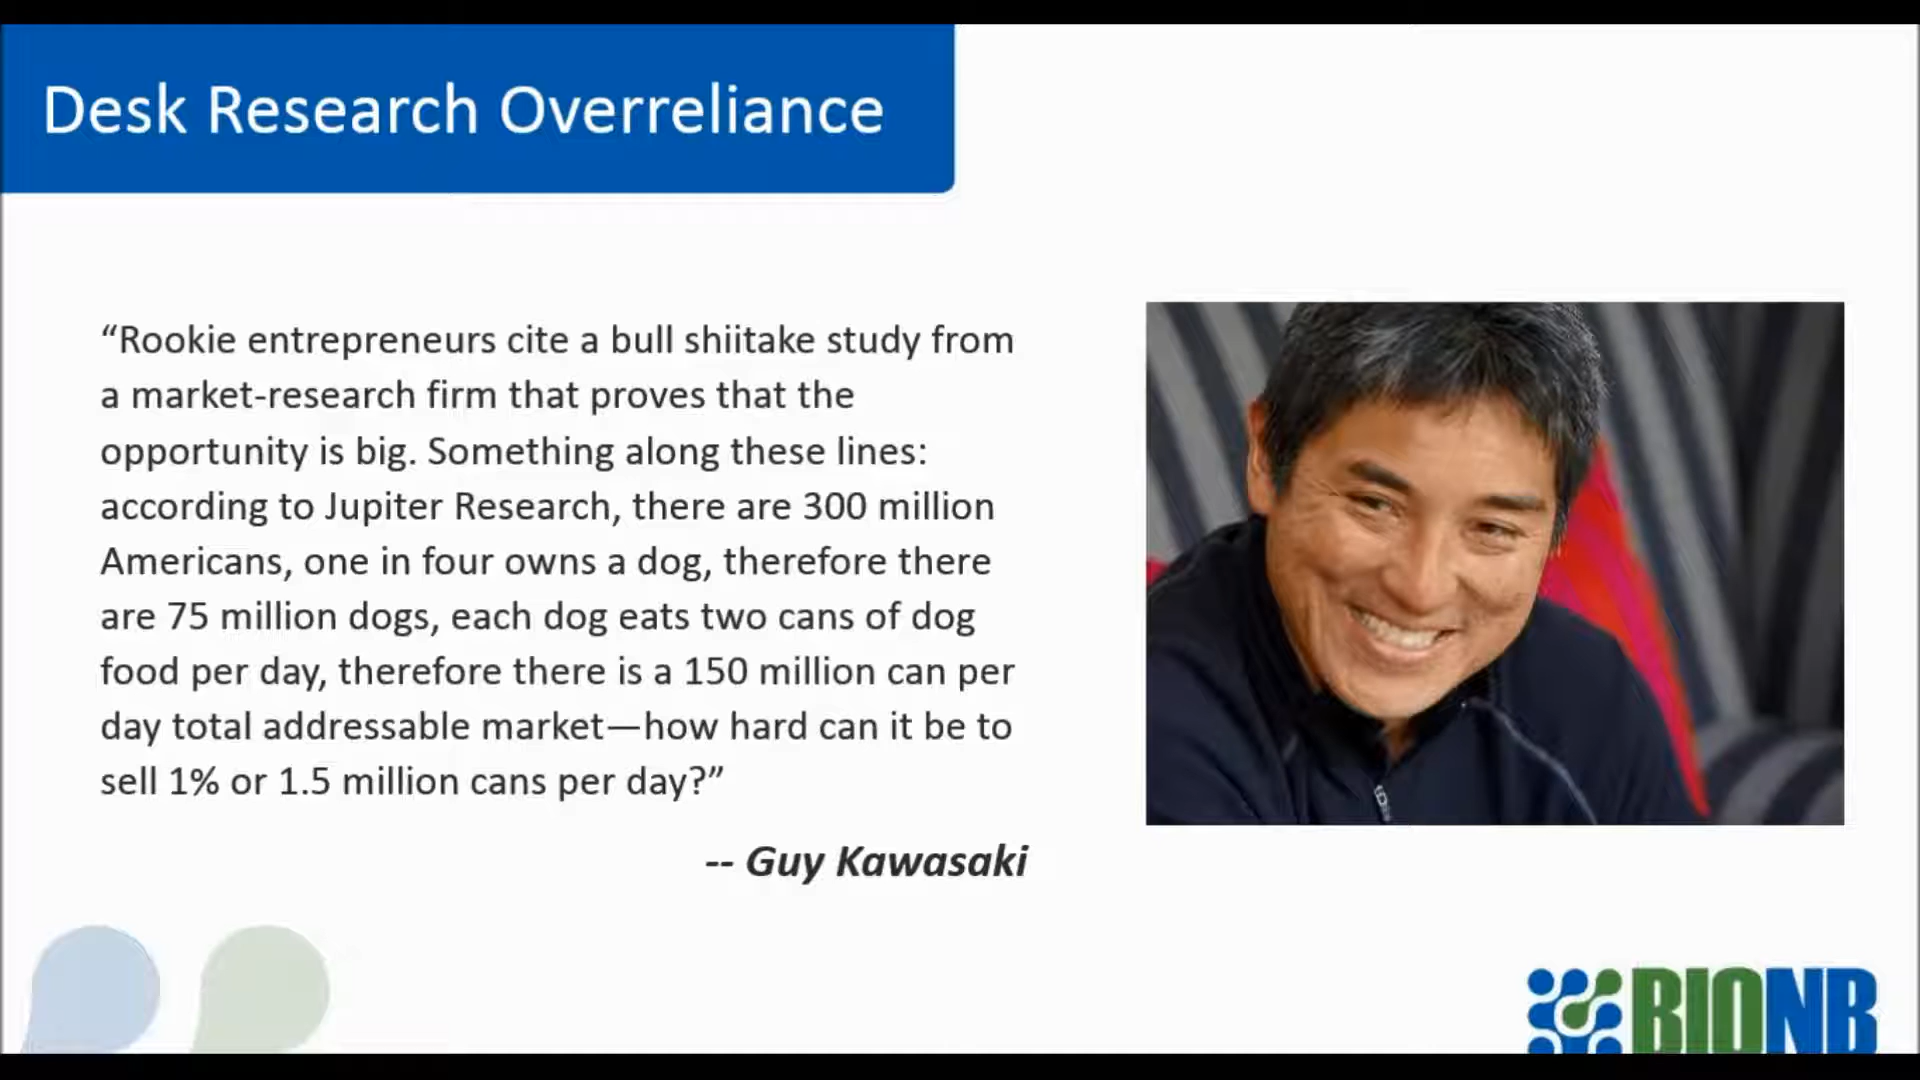 Desk Research Overreliance
“Rookie entrepreneurs cite a bull shiitake study from
a market-research firm that proves that the
opportunity is big. Something along these lines:
according to Jupiter Research, there are 300 million
Americans, one in four owns a dog, therefore there
are 75 million dogs, each dog eats two cans of dog
food per day, therefore there is a 150 million can per
day total addressable market—how hard can it be to
sell 1% or 1.5 million cans per day?”
-- Guy Kawasaki
BIONB